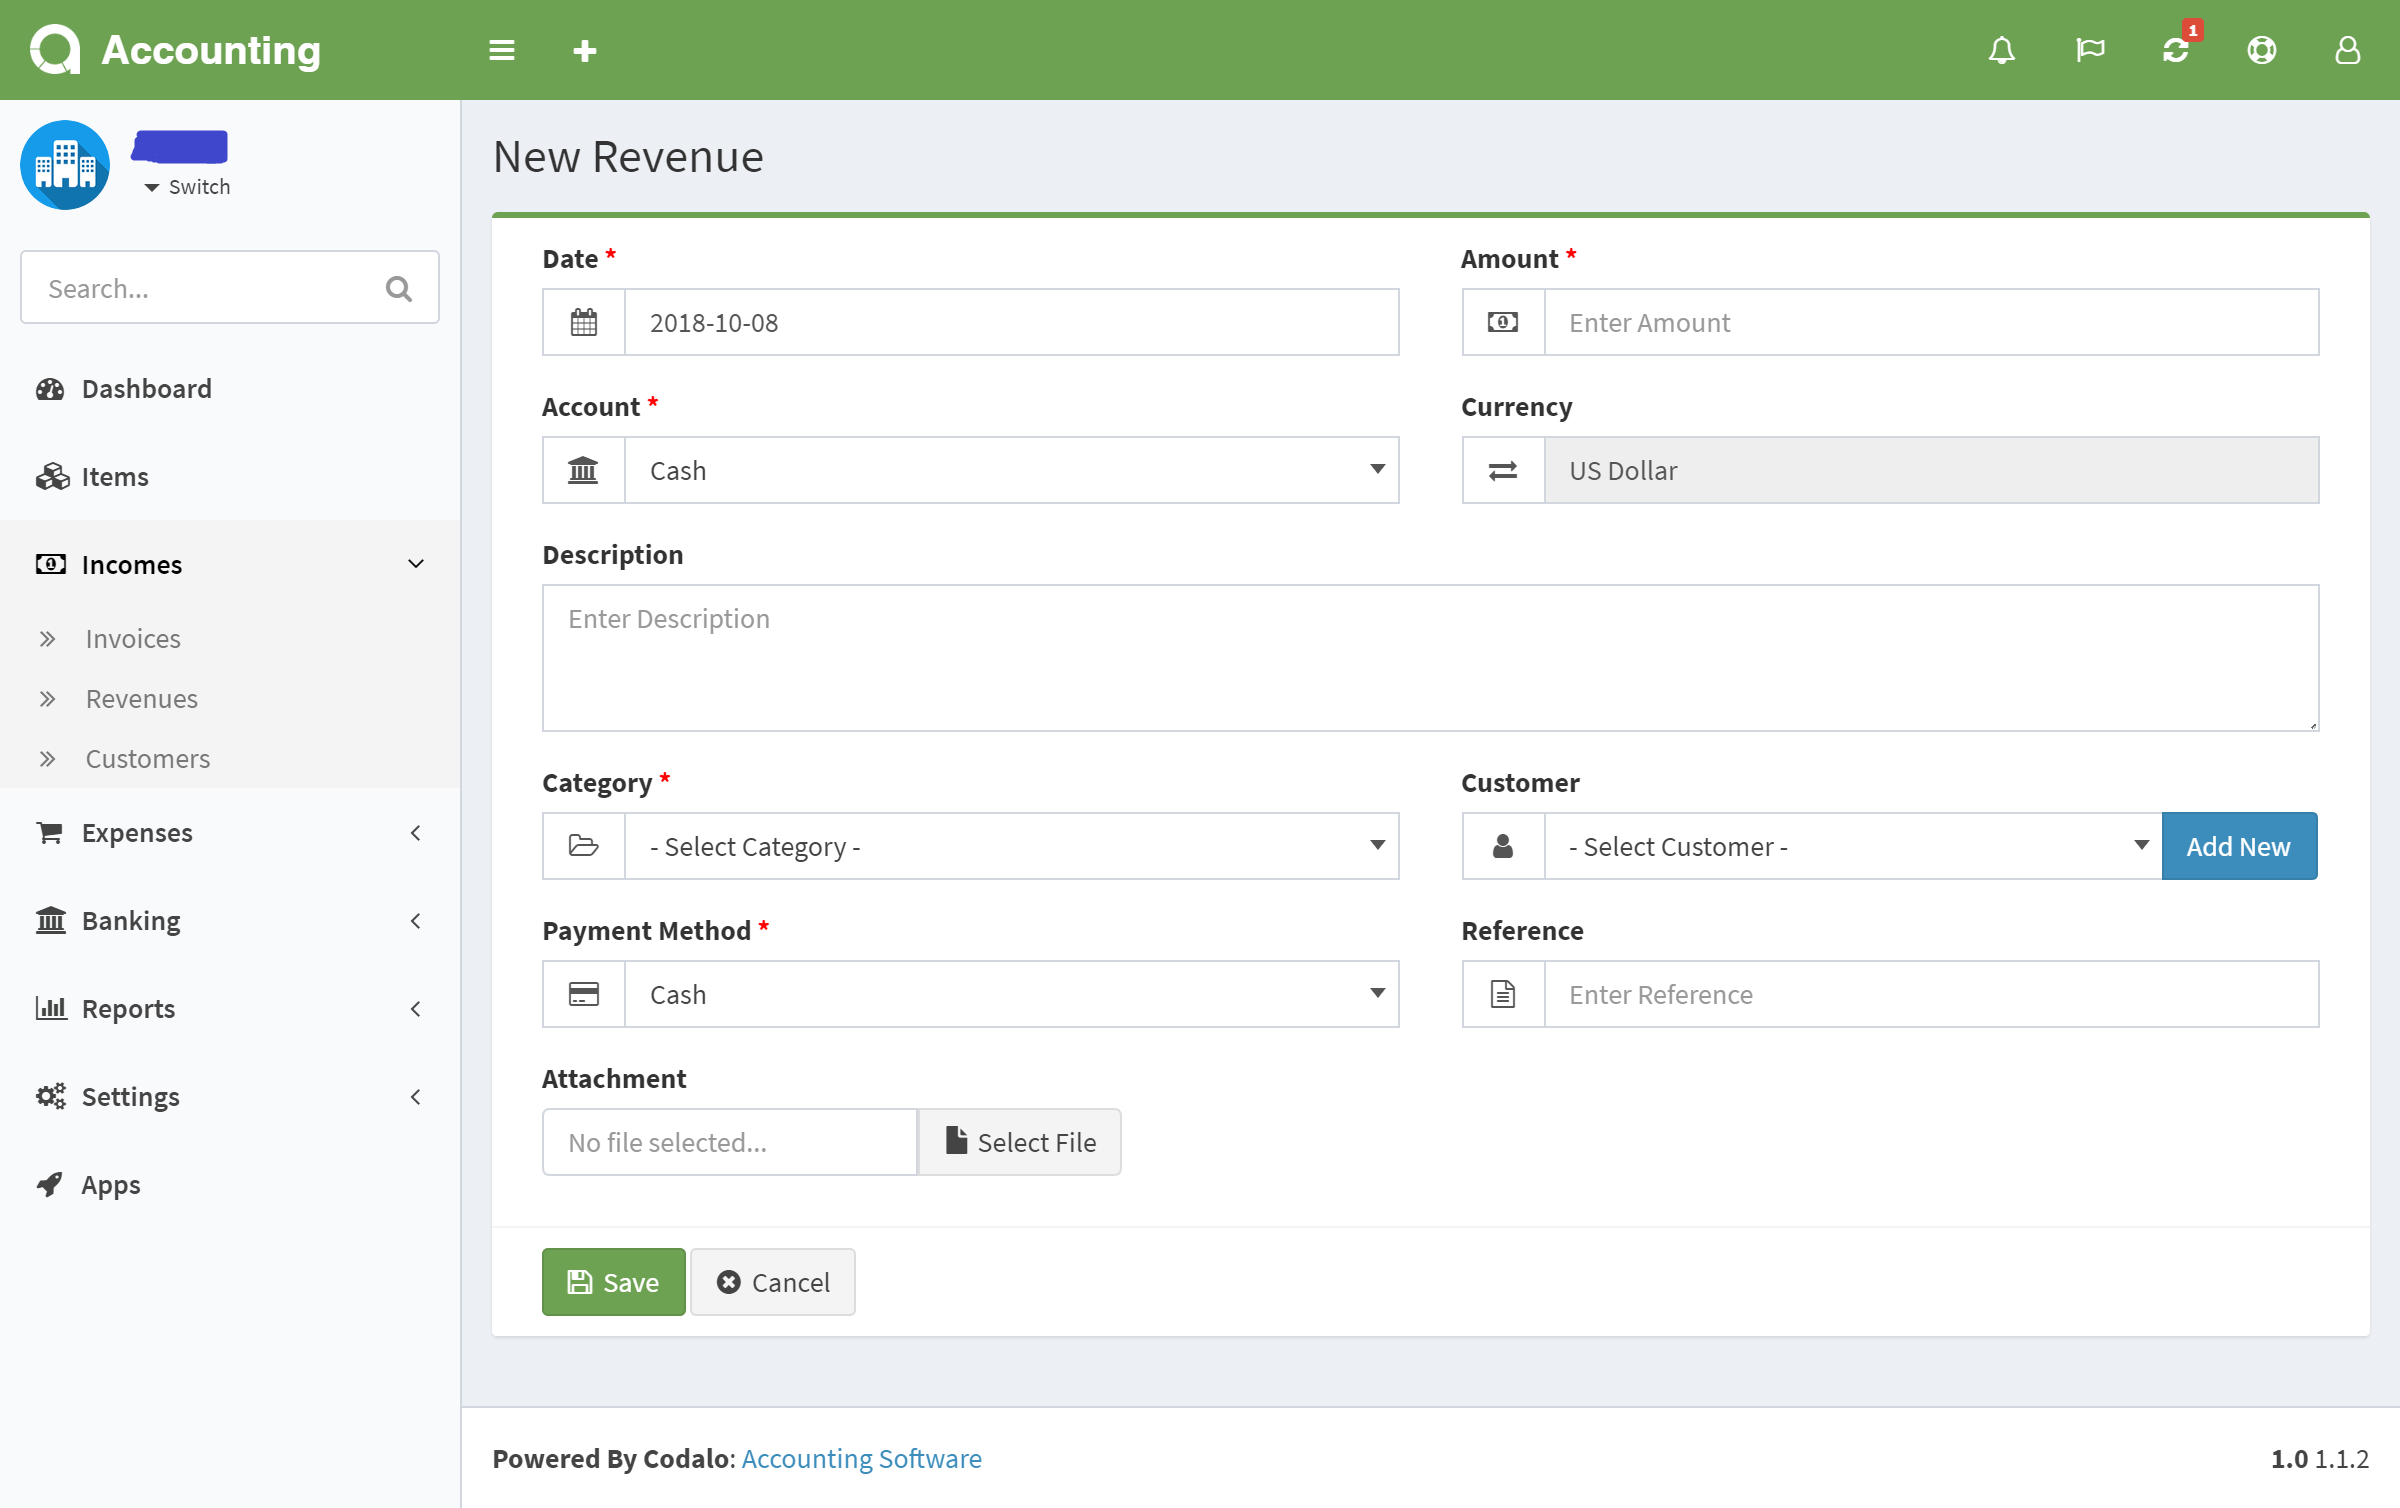 Accounting
1
Switch
Search...
Dashboard
Items
Incomes
Invoices
Revenues
Customers
Expenses
Banking
Reports
Settings
Apps
New Revenue
Date *
Amount *
2018-10-08
Enter Amount
Account *
Currency
Cash
US Dollar
Description
Enter Description
Category *
Customer
- Select Category -
- Select Customer -
Add New
Payment Method *
Reference
Cash
Enter Reference
Attachment
No file selected...
Select File
Save
Cancel
Powered By Codalo: Accounting Software
1.0 1.1.2